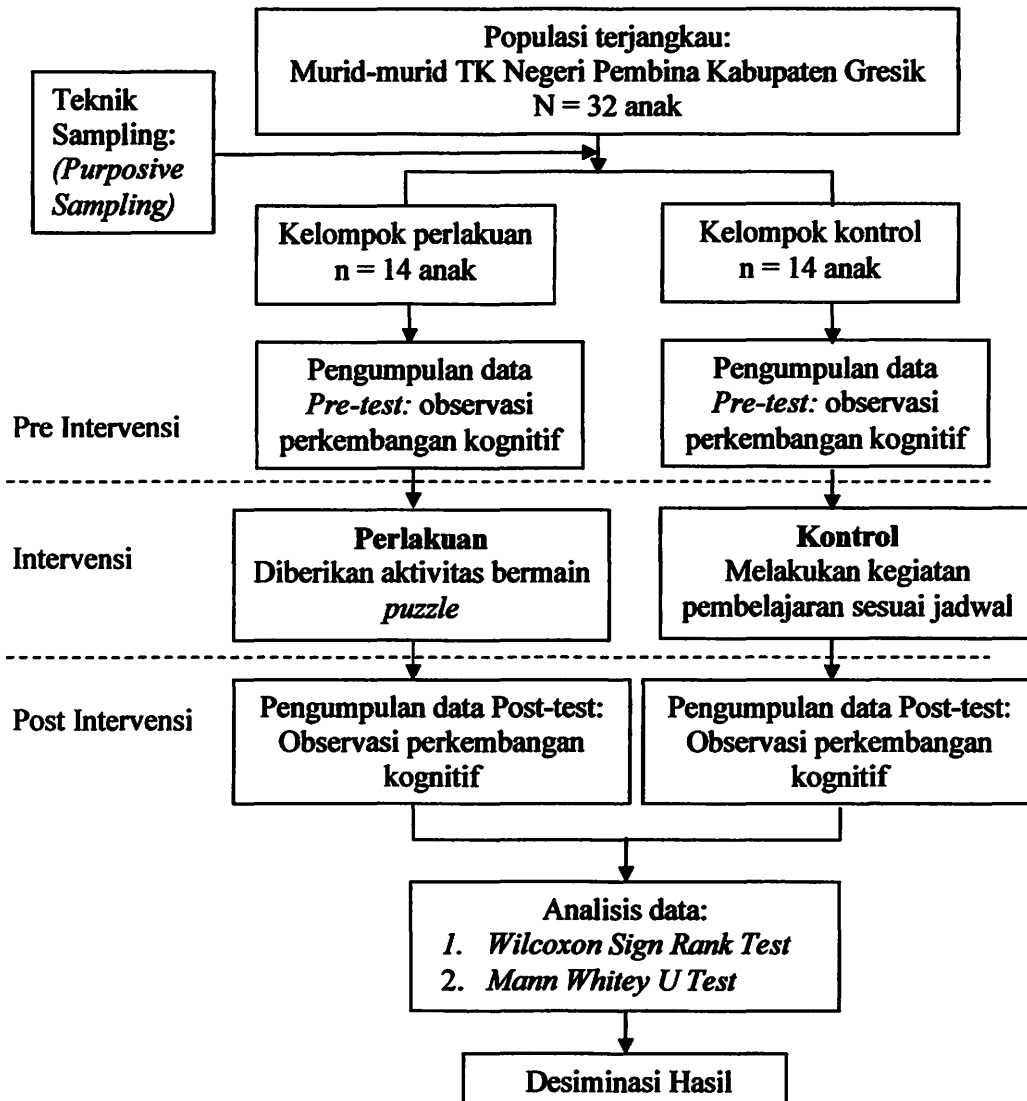 Populasi terjangkau:
Murid-murid TK Negeri Pembina Kabupaten Gresik
N = 32 anak
Teknik
Sampling:
(Purposive
Sampling)
Kelompok perlakuan
n = 14 anak
Kelompok kontrol
n = 14 anak
Pre Intervensi
Pengumpulan data
Pre-test: observasi
perkembangan kognitif
Pengumpulan data
Pre-test: observasi
perkembangan kognitif
Intervensi
Perlakuan
Diberikan aktivitas bermain
puzzle
Kontrol
Melakukan kegiatan
pembelajaran sesuai jadwal
Post Intervensi
Pengumpulan data Post-test:
Observasi perkembangan
kognitif
Pengumpulan data Post-test:
Observasi perkembangan
kognitif
Analisis data:
1. Wilcoxon Sign Rank Test
2. Mann Whitey U Test
Desiminasi Hasil